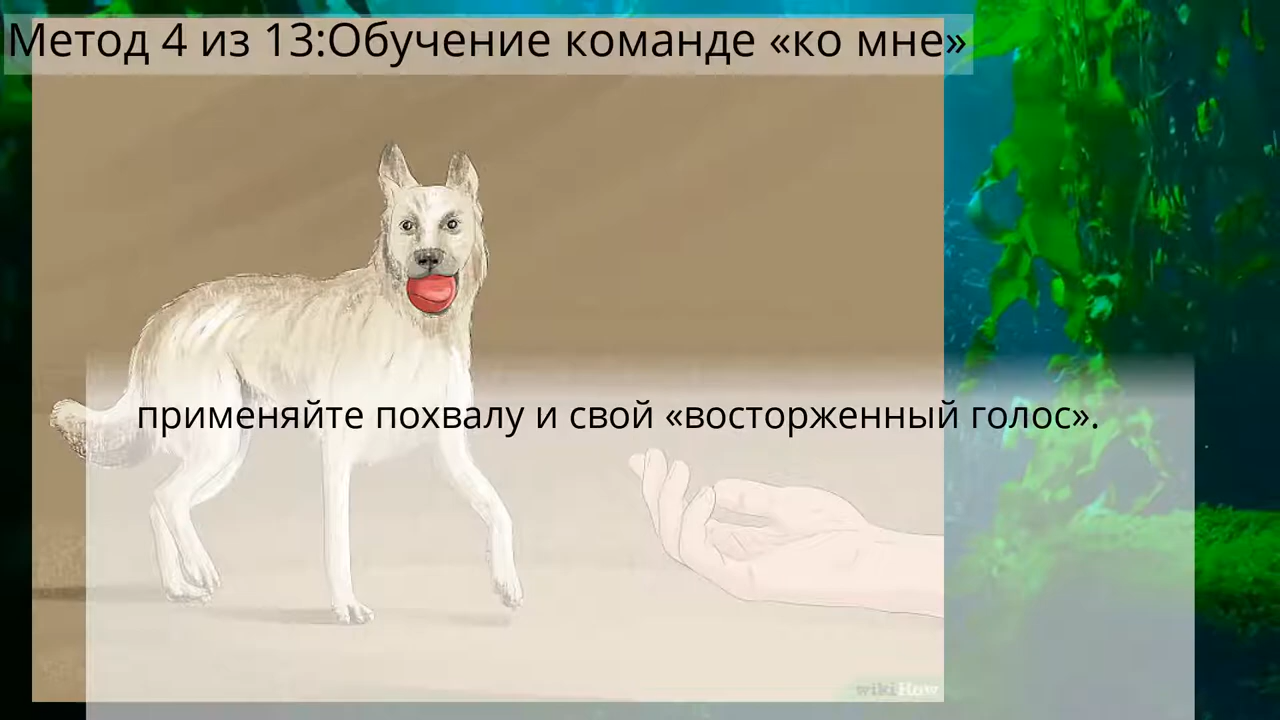 Метод 4 из 13:Обучение команде «ко мне»
применяйте похвалу и свой «восторженный голос».
wikiHow